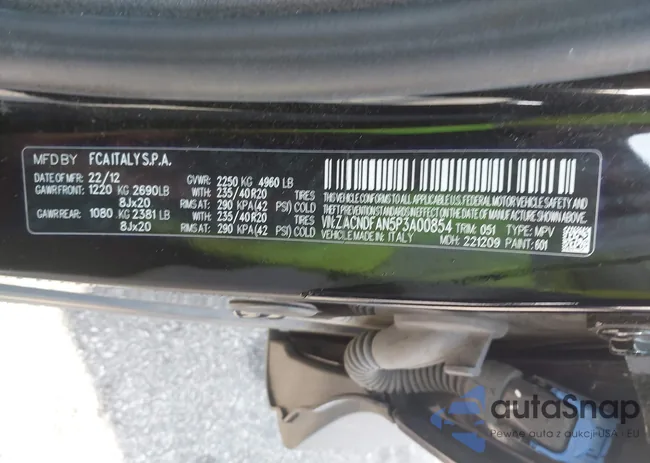 MFD BY FCA ITALY S.P.A.
DATE OF MFR 22/12 GVWR: 2250 KG 4960 LB
GAWR FRONT: 1220 KG 2690LB WITH 235/40R20 TIRES
8Jx20 RIMS AT: 290 KPA(42 PSI) COLD
GAWR REAR: 1080 KG 2381 LB WITH 235/40R20 TIRES
8Jx20 RIMS AT: 290 KPA(42 PSI) COLD
THIS VEHICLE CONFORMS TO ALL APPLICABLE U.S. FEDERAL MOTOR VEHICLE SAFETY, BUMPER, AND
THEFT PREVENTION STANDARDS IN EFFECT ON THE DATE OF MANUFACTURE SHOWN ABOVE.
VIN: ZACNDFAN5P3A00854 TRIM: 051 TYPE: MPV
VEHICLE MADE IN: ITALY MDH: 221209 PAINT: 601
autoSnap
Pewne auta z aukcji USA - EU